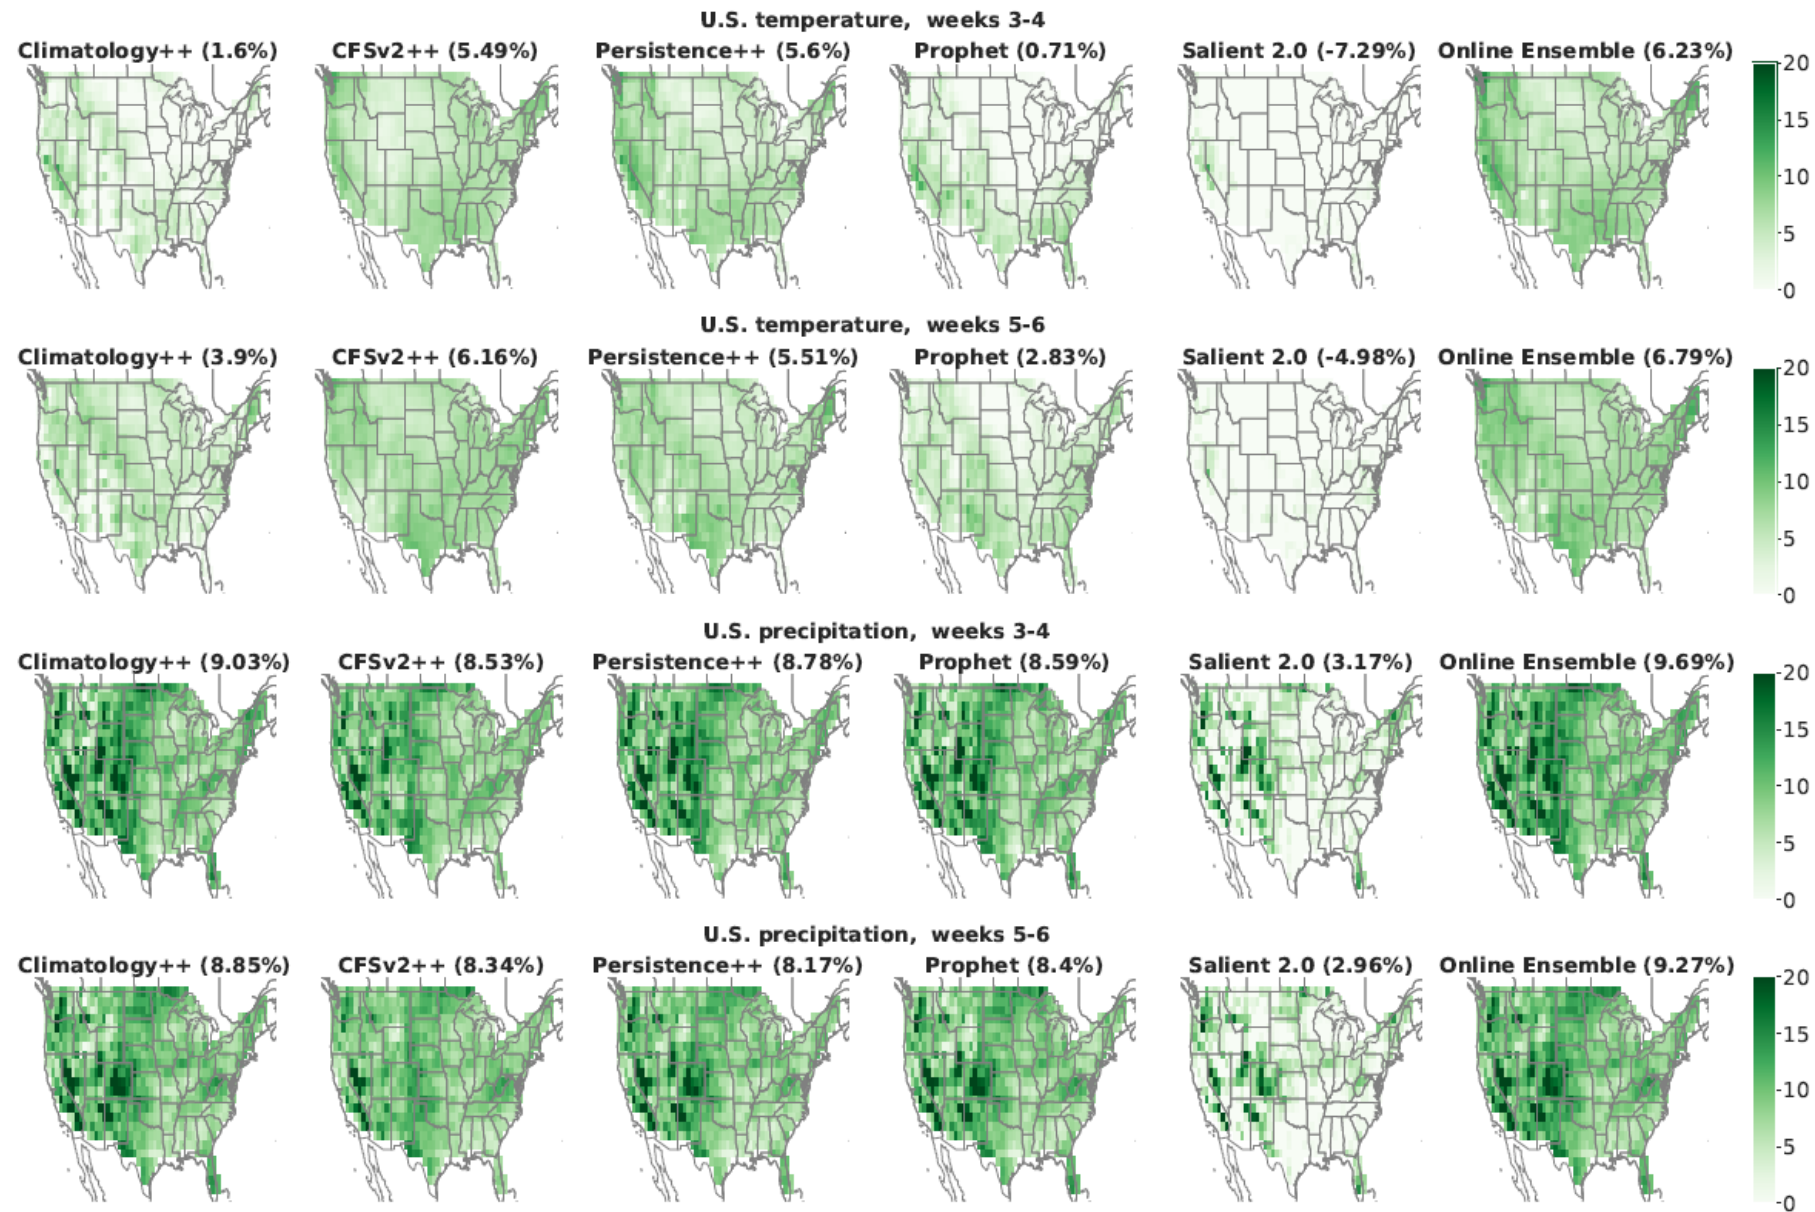 U.S. temperature, weeks 3-4
Climatology++ (1.6%) CFSv2++ (5.49%) Persistence++ (5.6%) Prophet (0.71%) Salient 2.0 (-7.29%) Online Ensemble (6.23%)
20
15
10
5
0
U.S. temperature, weeks 5-6
Climatology++ (3.9%) CFSv2++ (6.16%) Persistence++ (5.51%) Prophet (2.83%) Salient 2.0 (-4.98%) Online Ensemble (6.79%)
20
15
10
5
0
U.S. precipitation, weeks 3-4
Climatology++ (9.03%) CFSv2++ (8.53%) Persistence++ (8.78%) Prophet (8.59%) Salient 2.0 (3.17%) Online Ensemble (9.69%)
20
15
10
5
0
U.S. precipitation, weeks 5-6
Climatology++ (8.85%) CFSv2++ (8.34%) Persistence++ (8.17%) Prophet (8.4%) Salient 2.0 (2.96%) Online Ensemble (9.27%)
20
15
10
5
0